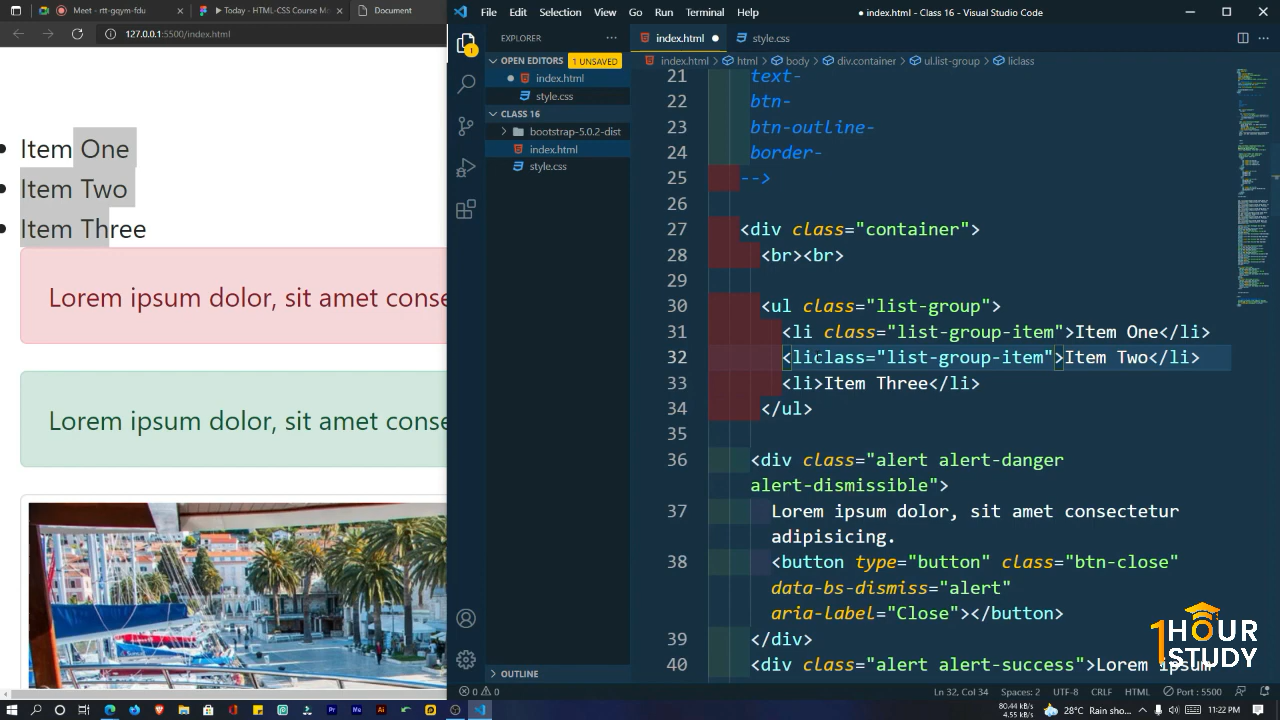 Meet - rtt-gqym-fdu
Today - HTML-CSS Course M
Document
127.0.0.1:5500/index.html
File Edit Selection View Go Run Terminal Help
● index.html - Class 16 - Visual Studio Code
EXPLORER
OPEN EDITORS 1 UNSAVED
index.html
style.css
CLASS 16
bootstrap-5.0.2-dist
index.html
style.css
OUTLINE
index.html
style.css
index.html > html > body > div.container > ul.list-group > liclass
21 text-
22 btn-
23 btn-outline-
24 border-
25 -->
26
27 <div class="container">
28 <br><br>
29
30 <ul class="list-group">
31 <li class="list-group-item">Item One</li>
32 <liclass="list-group-item">Item Two</li>
33 <li>Item Three</li>
34 </ul>
35
36 <div class="alert alert-danger
alert-dismissible">
37 Lorem ipsum dolor, sit amet consectetur
adipisicing.
38 <button type="button" class="btn-close"
data-bs-dismiss="alert"
aria-label="Close"></button>
39 </div>
40 <div class="alert alert-success">Lorem ipsum
Item One
Item Two
Item Three
Lorem ipsum dolor, sit amet conse
Lorem ipsum dolor, sit amet conse
1HOUR
STUDY
0 0
Ln 32, Col 34 Spaces: 2 UTF-8 CRLF HTML Port : 5500
80.44 kB/s
4.55 kB/s
28°C Rain sho...
11:22 PM